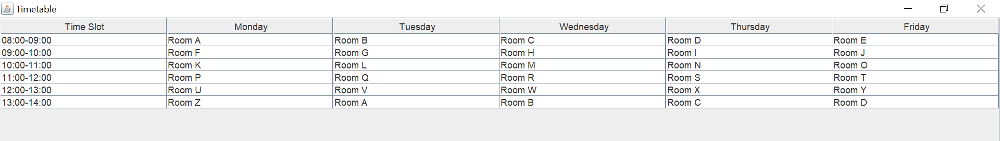 Timetable
Time Slot Monday Tuesday Wednesday Thursday Friday
08:00-09:00 Room A Room B Room C Room D Room E
09:00-10:00 Room F Room G Room H Room I Room J
10:00-11:00 Room K Room L Room M Room N Room O
11:00-12:00 Room P Room Q Room R Room S Room T
12:00-13:00 Room U Room V Room W Room X Room Y
13:00-14:00 Room Z Room A Room B Room C Room D